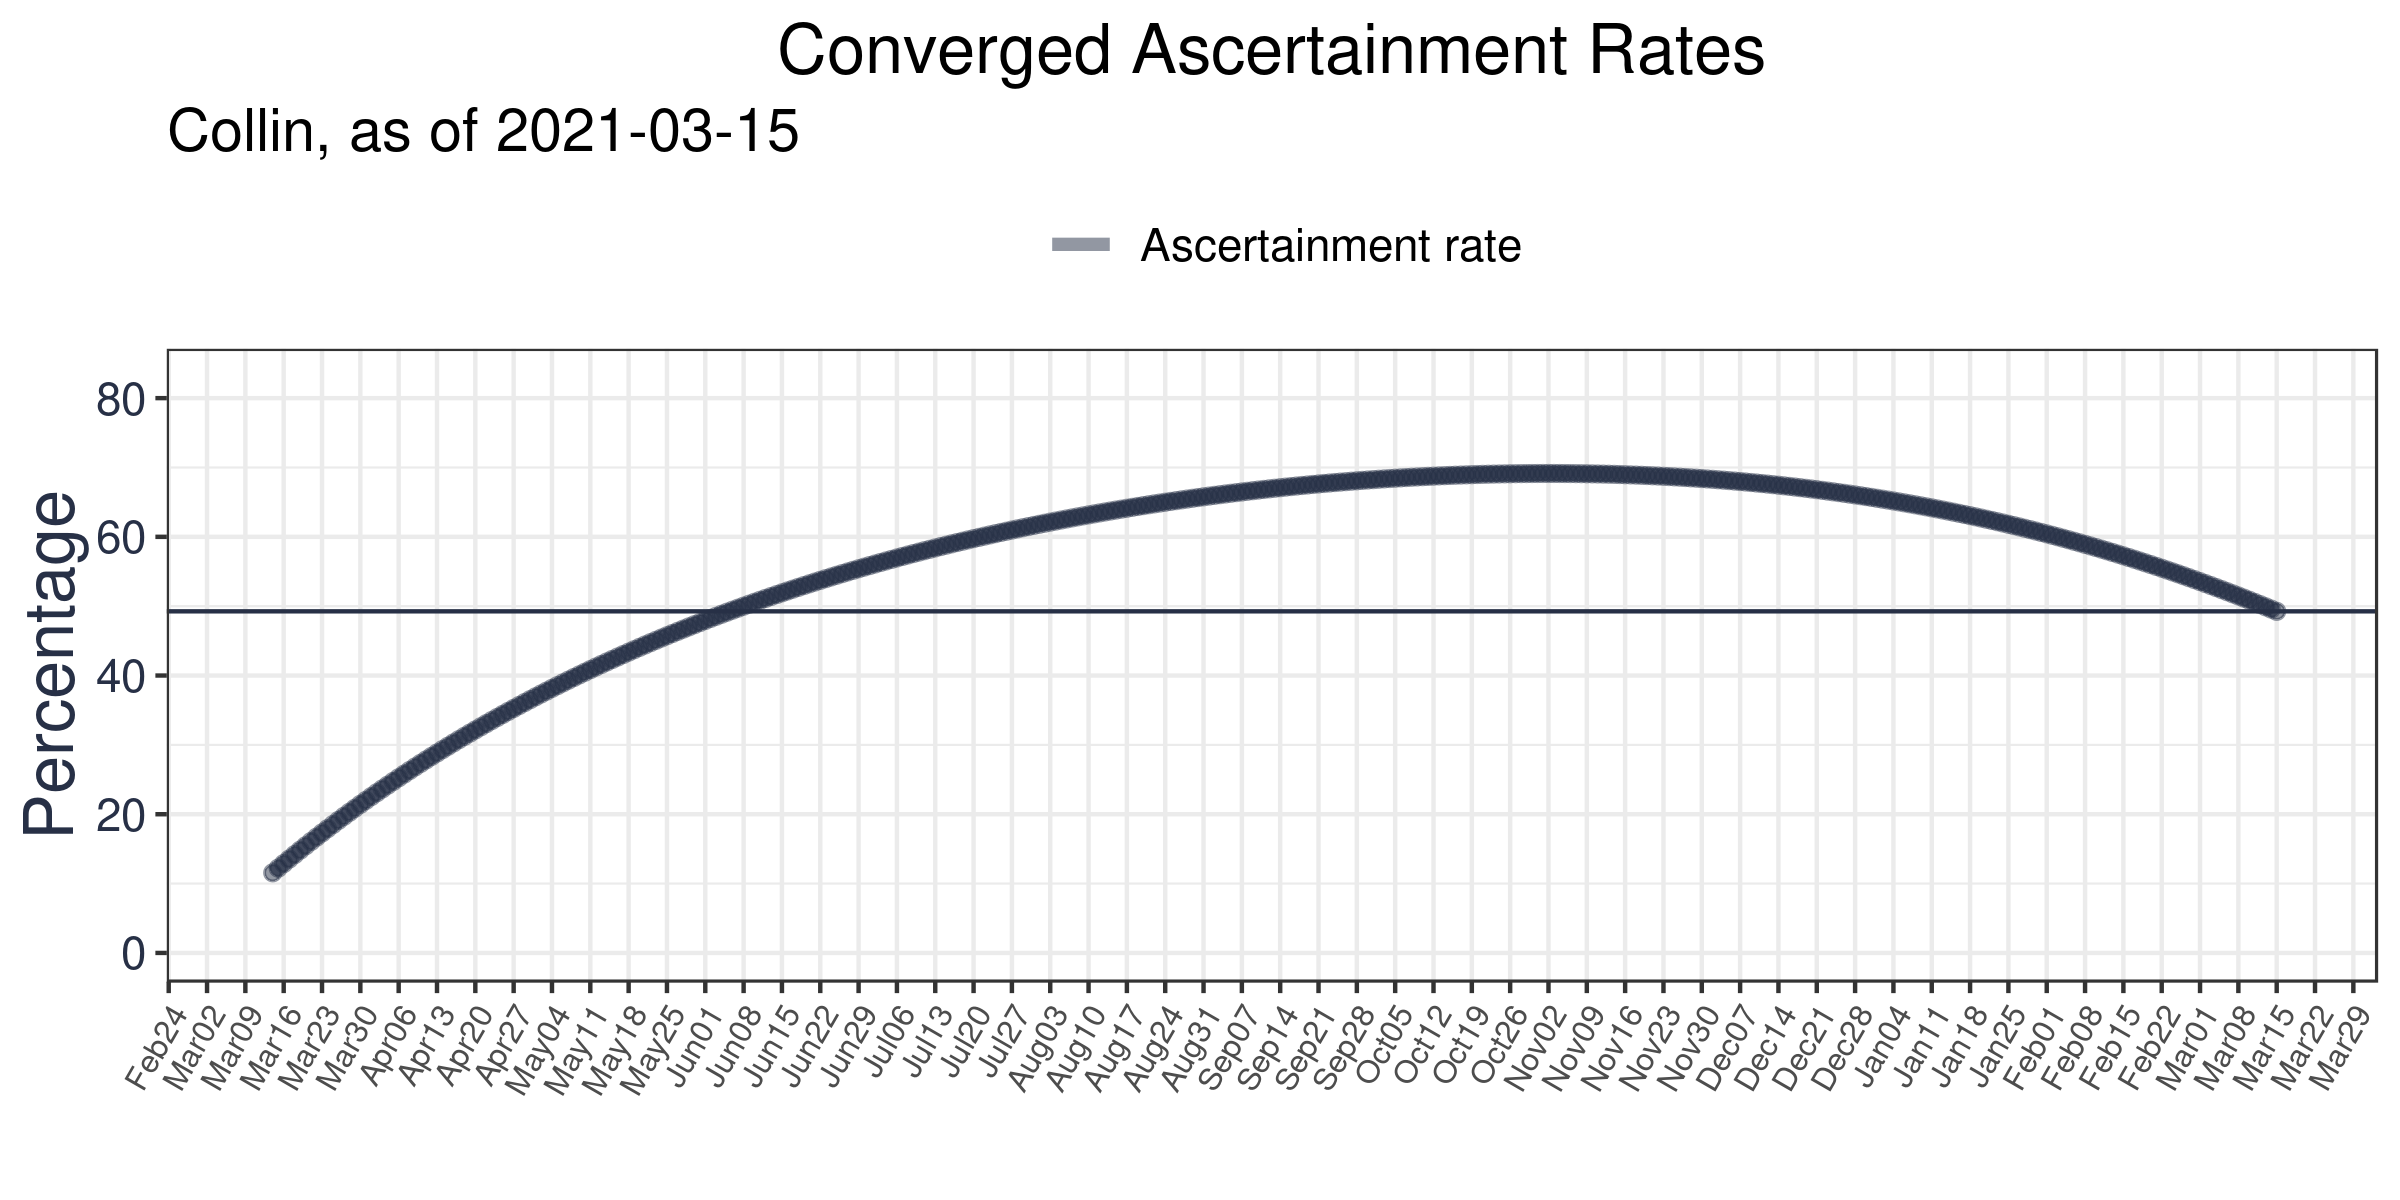 Converged Ascertainment Rates
Collin, as of 2021-03-15
Ascertainment rate
Percentage
80
60
40
20
0
Feb24
Mar02
Mar09
Mar16
Mar23
Mar30
Apr06
Apr13
Apr20
Apr27
May04
May11
May18
May25
Jun01
Jun08
Jun15
Jun22
Jun29
Jul06
Jul13
Jul20
Jul27
Aug03
Aug10
Aug17
Aug24
Aug31
Sep07
Sep14
Sep21
Sep28
Oct05
Oct12
Oct19
Oct26
Nov02
Nov09
Nov16
Nov23
Nov30
Dec07
Dec14
Dec21
Dec28
Jan04
Jan11
Jan18
Jan25
Feb01
Feb08
Feb15
Feb22
Mar01
Mar08
Mar15
Mar22
Mar29